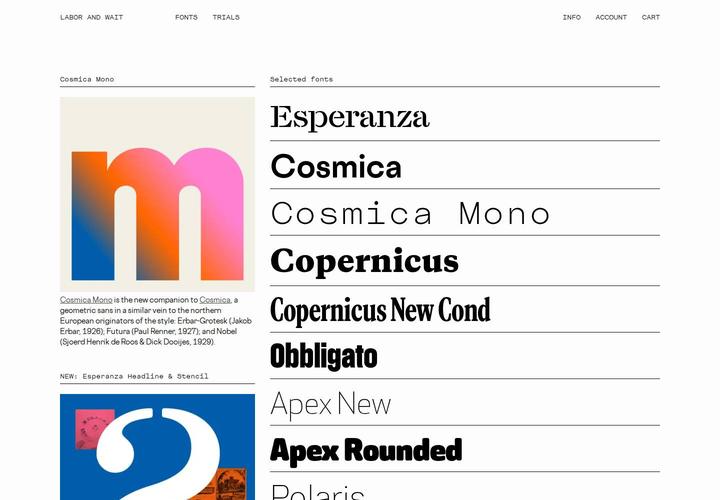 LABOR AND WAIT
FONTS
TRIALS
INFO
ACCOUNT
CART
Cosmica Mono
m
Cosmica Mono is the new companion to Cosmica, a
geometric sans in a similar vein to the northern
European originators of the style: Erbar-Grotesk (Jakob
Erbar, 1926); Futura (Paul Renner, 1927); and Nobel
(Sjoerd Henrik de Roos & Dick Dooijes, 1929).
NEW: Esperanza Headline & Stencil
2
Selected fonts
Esperanza
Cosmica
Cosmica Mono
Copernicus
Copernicus New Cond
Obbligato
Apex New
Apex Rounded
Polaris